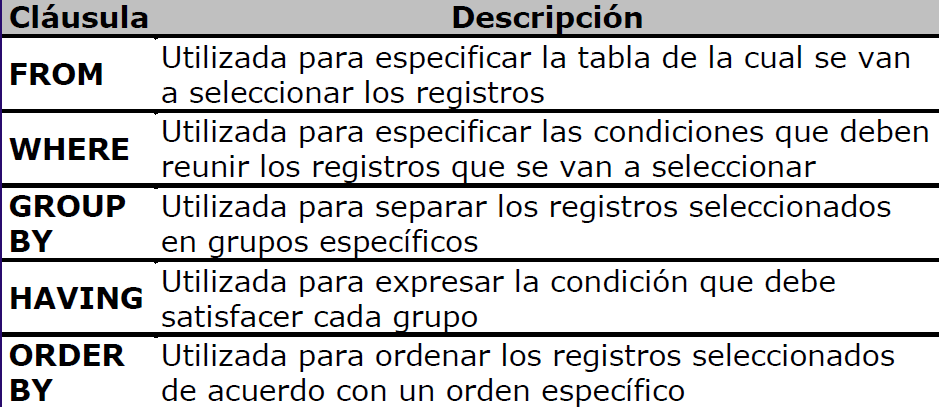 Cláusula Descripción
FROM Utilizada para especificar la tabla de la cual se van
a seleccionar los registros
WHERE Utilizada para especificar las condiciones que deben
reunir los registros que se van a seleccionar
GROUP Utilizada para separar los registros seleccionados
BY en grupos específicos
HAVING Utilizada para expresar la condición que debe
satisfacer cada grupo
ORDER Utilizada para ordenar los registros seleccionados
BY de acuerdo con un orden específico